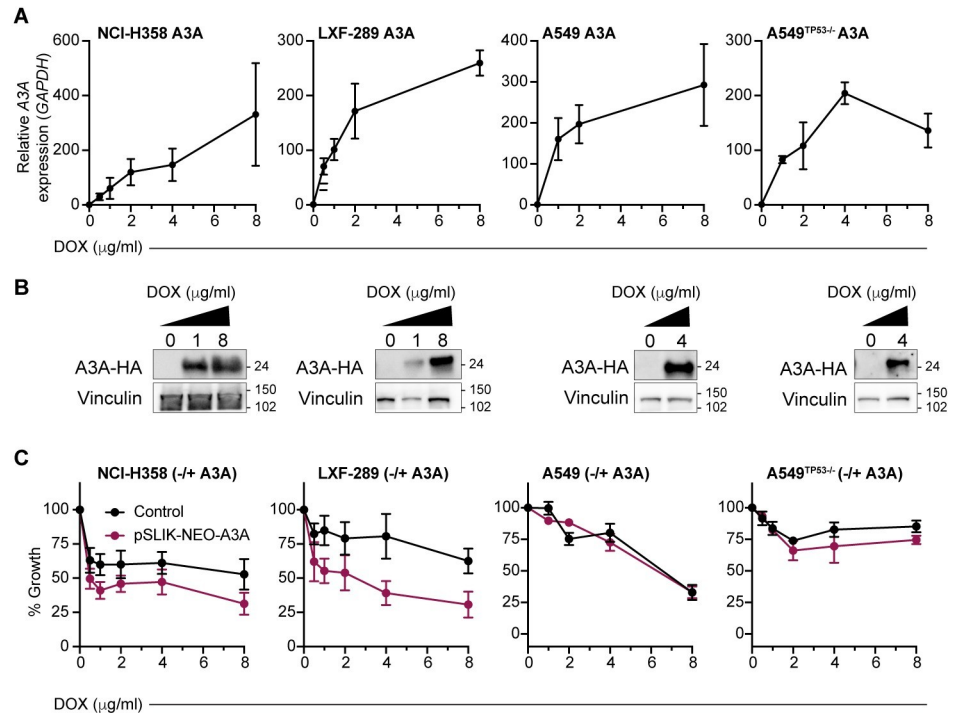 A
NCI-H358 A3A
LXF-289 A3A
A549 A3A
A549TP53-/- A3A
Relative A3A
expression (GAPDH)
600
400
200
0
300
200
100
0
400
300
200
100
0
300
200
100
0
0 2 4 6 8
0 2 4 6 8
0 2 4 6 8
0 2 4 6 8
DOX (μg/ml)
B
DOX (μg/ml)
DOX (μg/ml)
DOX (μg/ml)
DOX (μg/ml)
0 1 8
0 1 8
0 4
0 4
A3A-HA
24
A3A-HA
24
A3A-HA
24
A3A-HA
24
Vinculin
150
102
Vinculin
150
102
Vinculin
150
102
Vinculin
150
102
C
NCI-H358 (-/+ A3A)
LXF-289 (-/+ A3A)
A549 (-/+ A3A)
A549TP53-/- (-/+ A3A)
Control
pSLIK-NEO-A3A
% Growth
100
75
50
25
0
100
75
50
25
0
100
75
50
25
0
100
75
50
25
0
0 2 4 6 8
0 2 4 6 8
0 2 4 6 8
0 2 4 6 8
DOX (μg/ml)